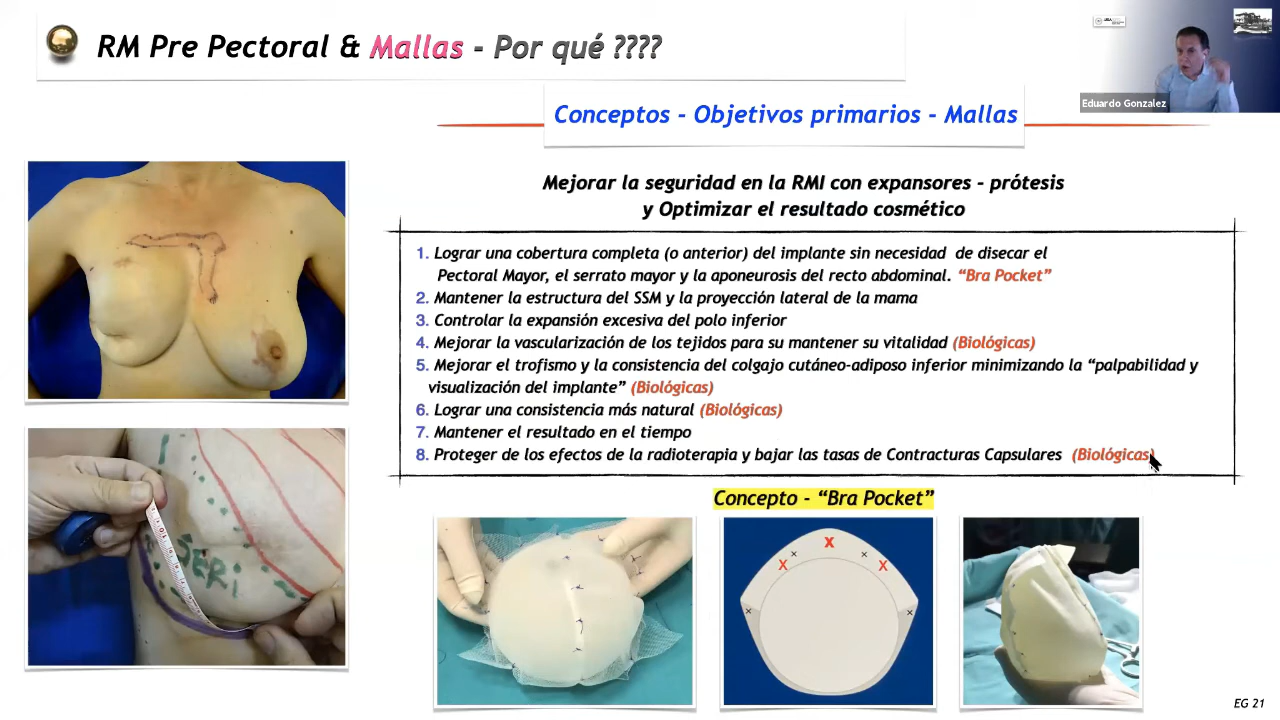 RM Pre Pectoral & Mallas - Por qué ????
Eduardo Gonzalez
Conceptos - Objetivos primarios - Mallas
Mejorar la seguridad en la RMI con expansores - prótesis
y Optimizar el resultado cosmético
1. Lograr una cobertura completa (o anterior) del implante sin necesidad de disecar el
Pectoral Mayor, el serrato mayor y la aponeurosis del recto abdominal. “Bra Pocket”
2. Mantener la estructura del SSM y la proyección lateral de la mama
3. Controlar la expansión excesiva del polo inferior
4. Mejorar la vascularización de los tejidos para su mantener su vitalidad (Biológicas)
5. Mejorar el trofismo y la consistencia del colgajo cutáneo-adiposo inferior minimizando la “palpabilidad y
visualización del implante” (Biológicas)
6. Lograr una consistencia más natural (Biológicas)
7. Mantener el resultado en el tiempo
8. Proteger de los efectos de la radioterapia y bajar las tasas de Contracturas Capsulares (Biológicas)
Concepto - “Bra Pocket”
SERi
X
X x x X
x x
EG 21